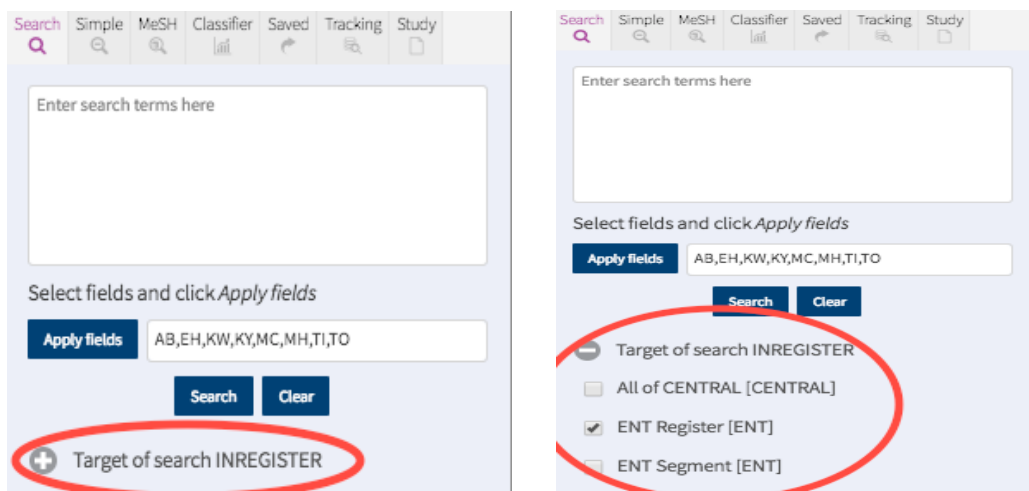 Search Simple MeSH Classifier Saved Tracking Study
Enter search terms here
Select fields and click Apply fields
Apply fields AB,EH,KW,KY,MC,MH,TI,TO
Search Clear
Target of search INREGISTER
Search Simple MeSH Classifier Saved Tracking Study
Enter search terms here
Select fields and click Apply fields
Apply fields AB,EH,KW,KY,MC,MH,TI,TO
Search Clear
Target of search INREGISTER
All of CENTRAL [CENTRAL]
ENT Register [ENT]
ENT Segment [ENT]